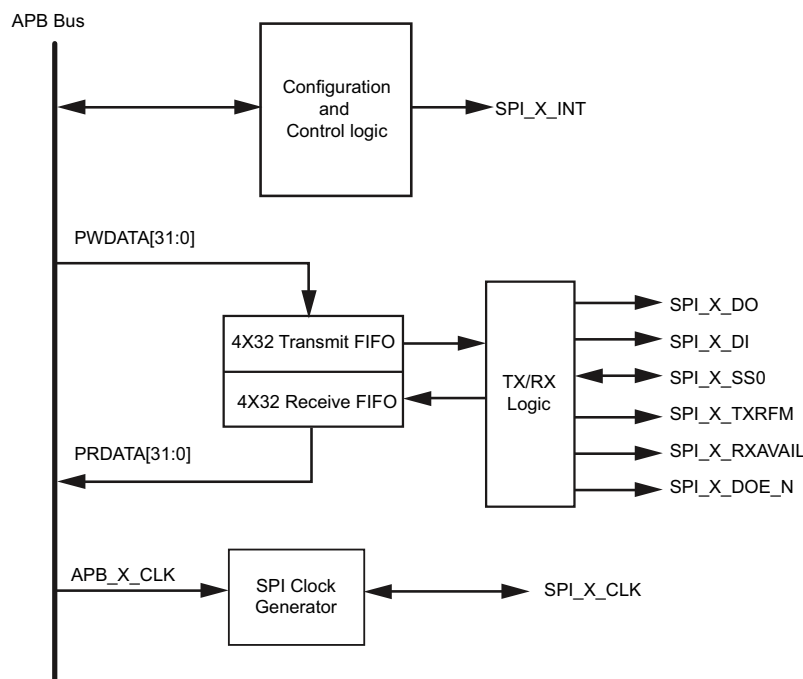 APB Bus
Configuration
and
Control logic
SPI_X_INT
PWDATA[31:0]
4X32 Transmit FIFO
4X32 Receive FIFO
PRDATA[31:0]
TX/RX
Logic
SPI_X_DO
SPI_X_DI
SPI_X_SS0
SPI_X_TXRFM
SPI_X_RXAVAIL
SPI_X_DOE_N
APB_X_CLK
SPI Clock
Generator
SPI_X_CLK